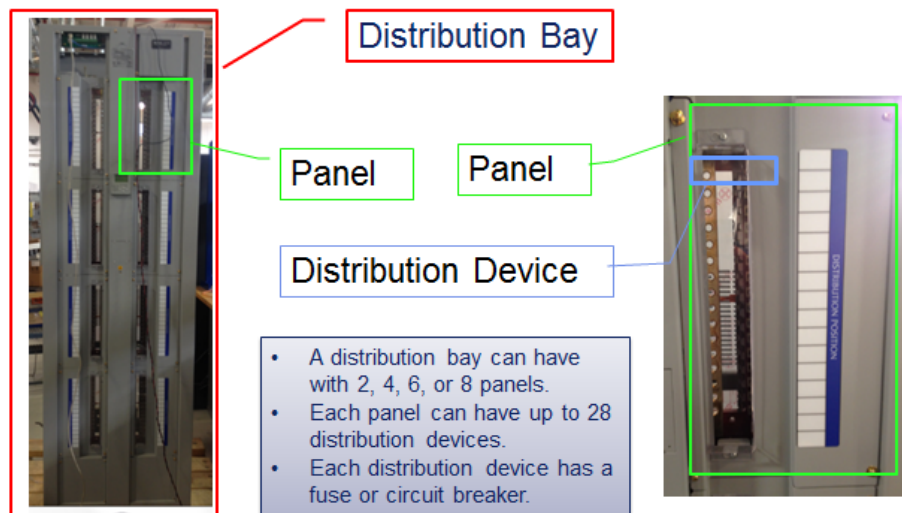 Distribution Bay
Panel
Panel
Distribution Device
• A distribution bay can have
with 2, 4, 6, or 8 panels.
• Each panel can have up to 28
distribution devices.
• Each distribution device has a
fuse or circuit breaker.
DISTRIBUTION POSITION